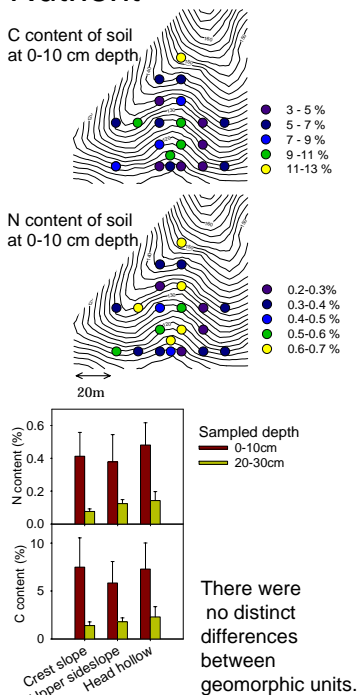 C content of soil
at 0-10 cm depth
3 - 5 %
5 - 7 %
7 - 9 %
9 -11 %
11-13 %
N content of soil
at 0-10 cm depth
0.2-0.3%
0.3-0.4 %
0.4-0.5 %
0.5-0.6 %
0.6-0.7 %
20m
N content (%)
0.6
0.4
0.2
0.0
Sampled depth
0-10cm
20-30cm
C content (%)
10
5
0
Crest slope
Upper sideslope
Head hollow
There were
no distinct
differences
between
geomorphic units.